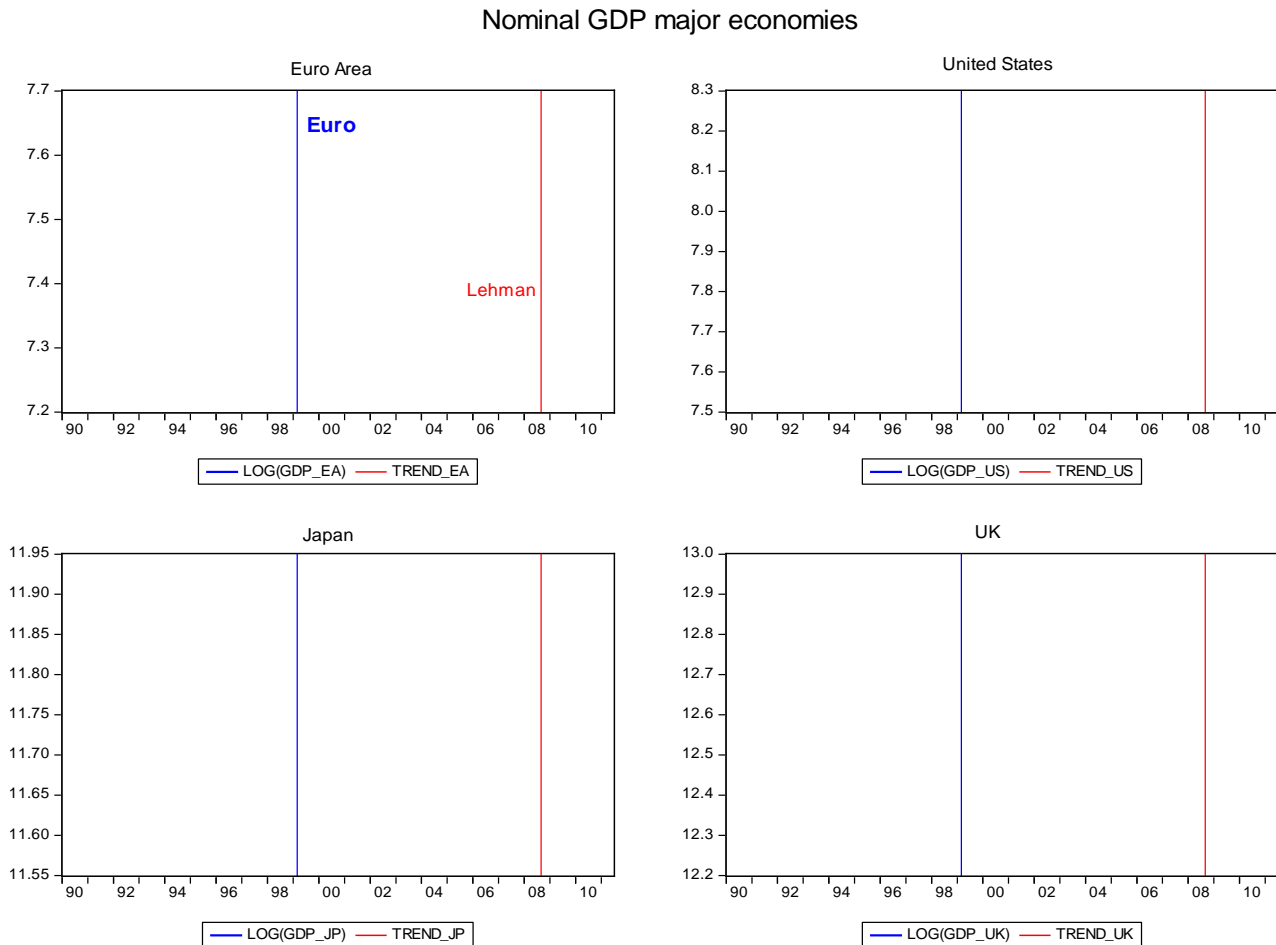 Nominal GDP major economies
Euro Area
7.7
7.6
7.5
7.4
7.3
7.2
Euro
Lehman
90 92 94 96 98 00 02 04 06 08 10
LOG(GDP_EA) TREND_EA
United States
8.3
8.2
8.1
8.0
7.9
7.8
7.7
7.6
7.5
90 92 94 96 98 00 02 04 06 08 10
LOG(GDP_US) TREND_US
Japan
11.95
11.90
11.85
11.80
11.75
11.70
11.65
11.60
11.55
90 92 94 96 98 00 02 04 06 08 10
LOG(GDP_JP) TREND_JP
UK
13.0
12.9
12.8
12.7
12.6
12.5
12.4
12.3
12.2
90 92 94 96 98 00 02 04 06 08 10
LOG(GDP_UK) TREND_UK